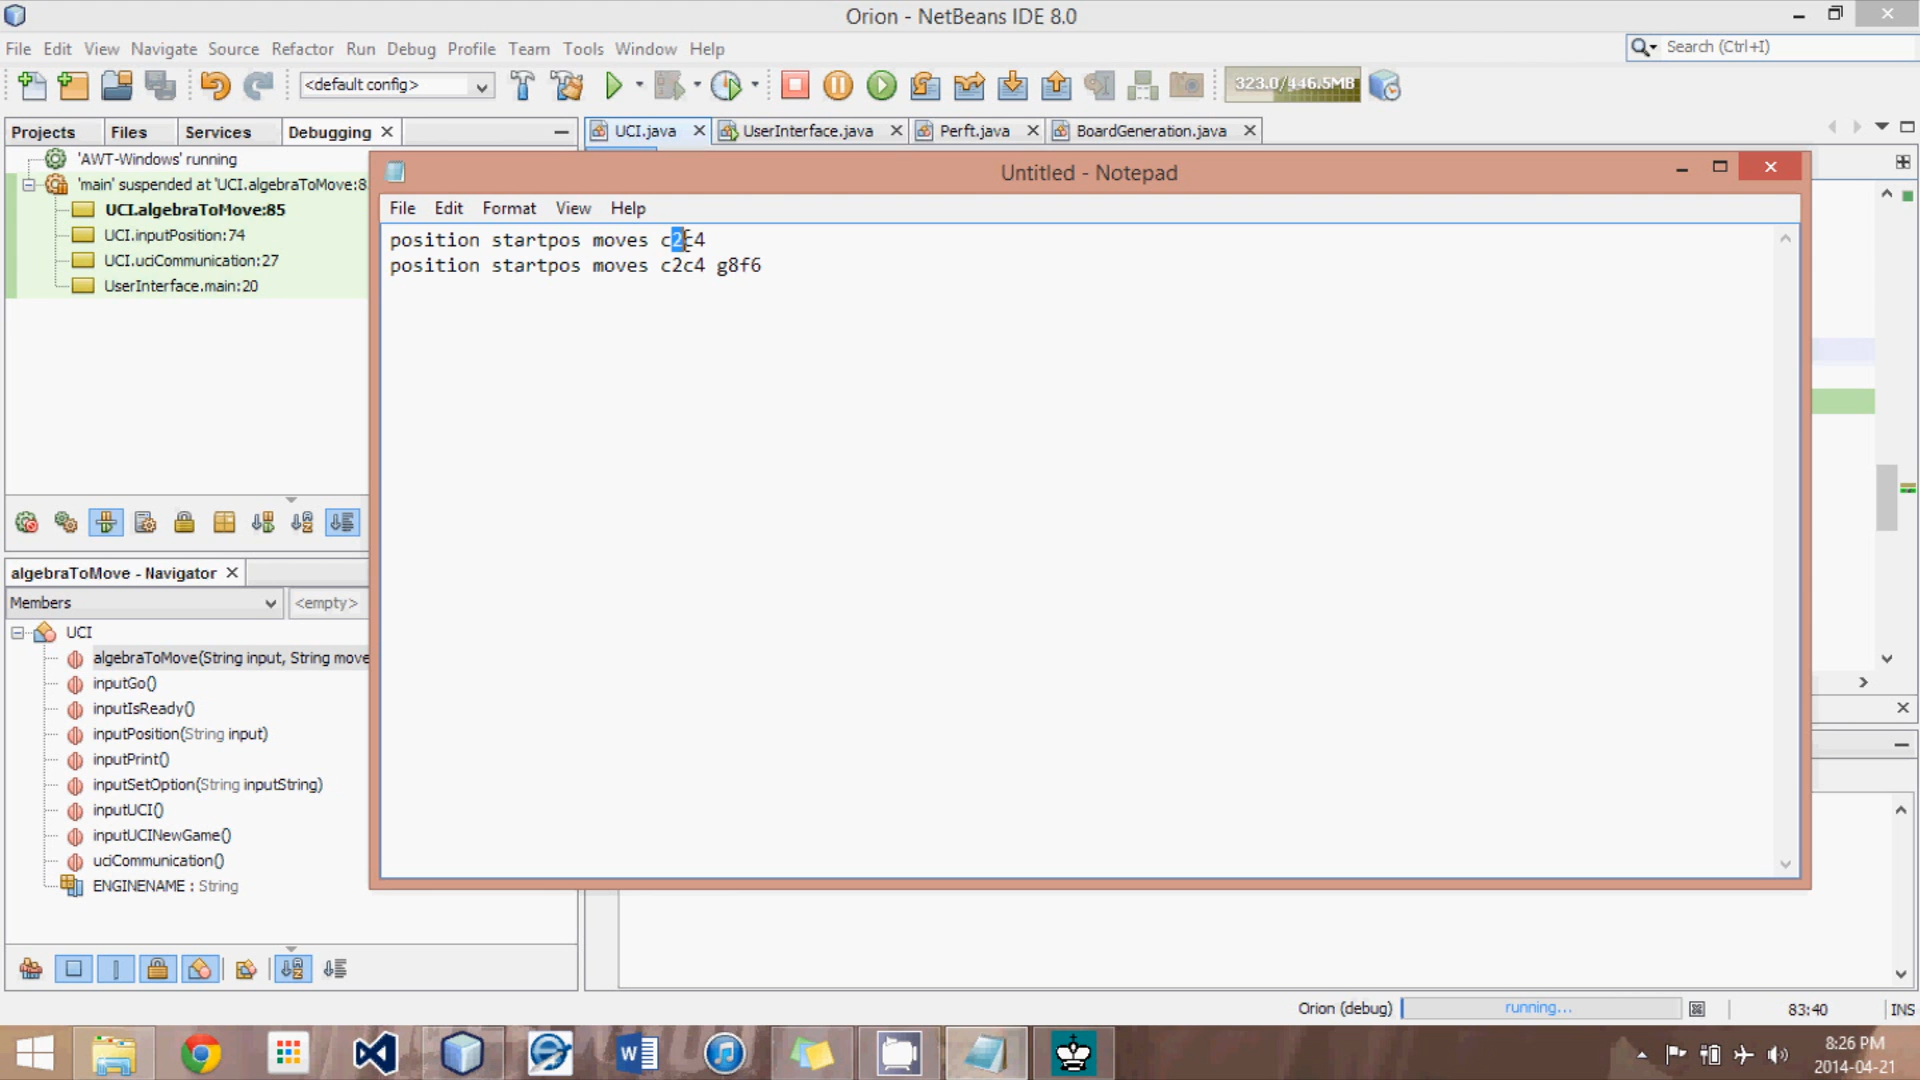 Orion - NetBeans IDE 8.0
File Edit View Navigate Source Refactor Run Debug Profile Team Tools Window Help
Search (Ctrl+I)
<default config>
323.0/446.5MB
Projects Files Services Debugging
UCI.java UserInterface.java Perft.java BoardGeneration.java
'AWT-Windows' running
'main' suspended at 'UCI.algebraToMove:8
UCI.algebraToMove:85
UCI.inputPosition:74
UCI.uciCommunication:27
UserInterface.main:20
Untitled - Notepad
File Edit Format View Help
position startpos moves c2c4
position startpos moves c2c4 g8f6
algebraToMove - Navigator
Members <empty>
UCI
algebraToMove(String input, String move
inputGo()
inputIsReady()
inputPosition(String input)
inputPrint()
inputSetOption(String inputString)
inputUCI()
inputUCINewGame()
uciCommunication()
ENGINENAME : String
Orion (debug) running... 83:40 INS
8:26 PM
2014-04-21